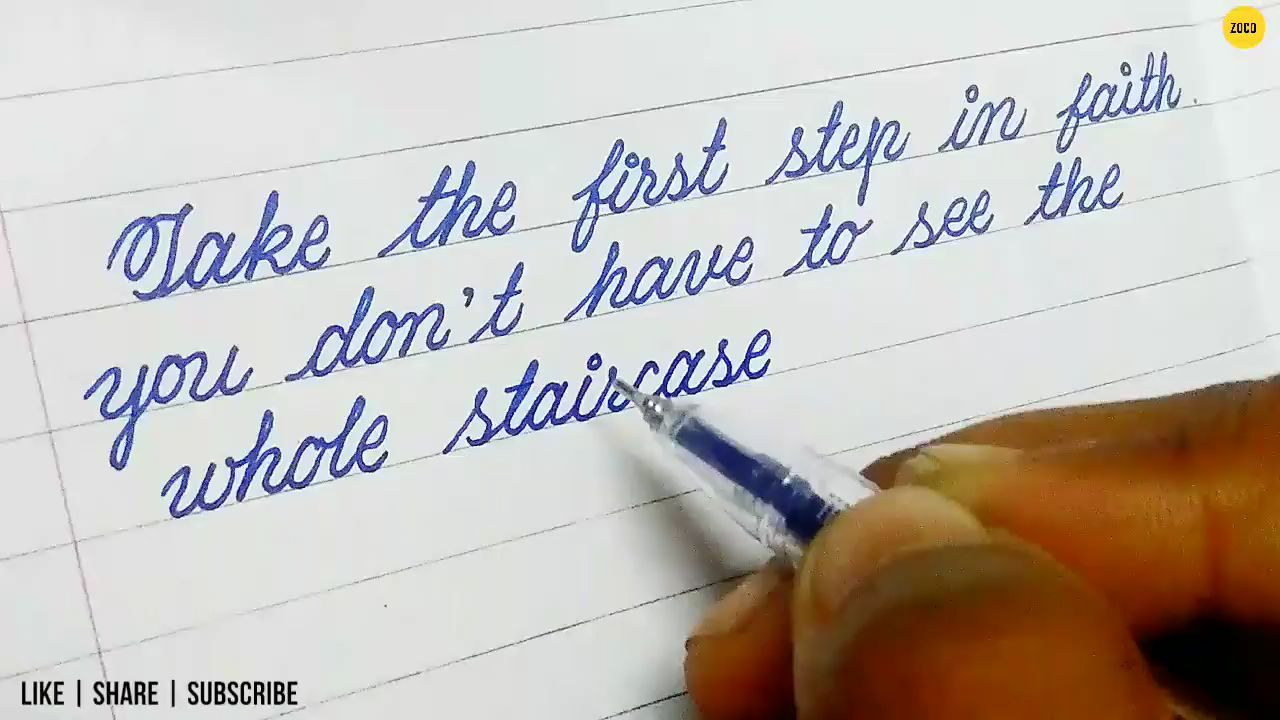 ZOCO
Take the first step in faith.
you don't have to see the
whole staircase
LIKE | SHARE | SUBSCRIBE